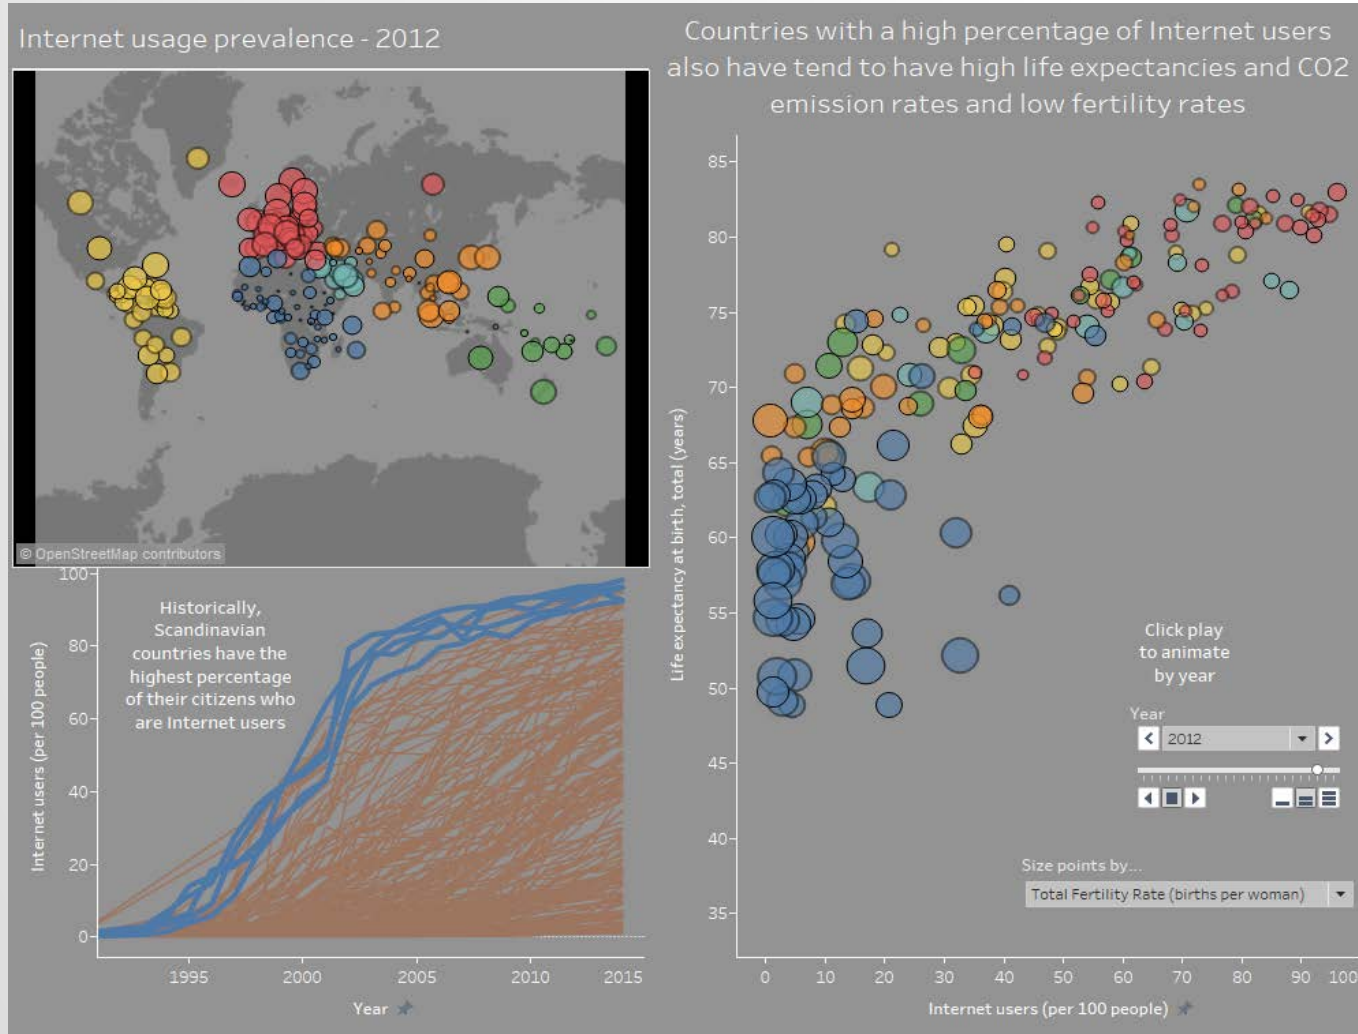 Internet usage prevalence - 2012
© OpenStreetMap contributors
Countries with a high percentage of Internet users
also have tend to have high life expectancies and CO2
emission rates and low fertility rates
Historically,
Scandinavian
countries have the
highest percentage
of their citizens who
are Internet users
Internet users (per 100 people)
100
80
60
40
20
0
1995
2000
2005
2010
2015
Year
Life expectancy at birth, total (years)
85
80
75
70
65
60
55
50
45
40
35
Click play
to animate
by year
Year
2012
Size points by...
Total Fertility Rate (births per woman)
0
10
20
30
40
50
60
70
80
90
100
Internet users (per 100 people)